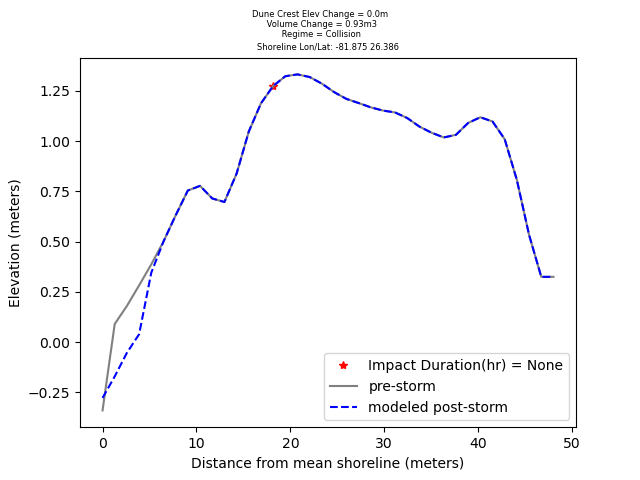 Dune Crest Elev Change = 0.0m
Volume Change = 0.93m3
Regime = Collision
Shoreline Lon/Lat: -81.875 26.386
1.25
1.00
0.75
0.50
0.25
0.00
−0.25
Elevation (meters)
Impact Duration(hr) = None
pre-storm
modeled post-storm
0 10 20 30 40 50
Distance from mean shoreline (meters)